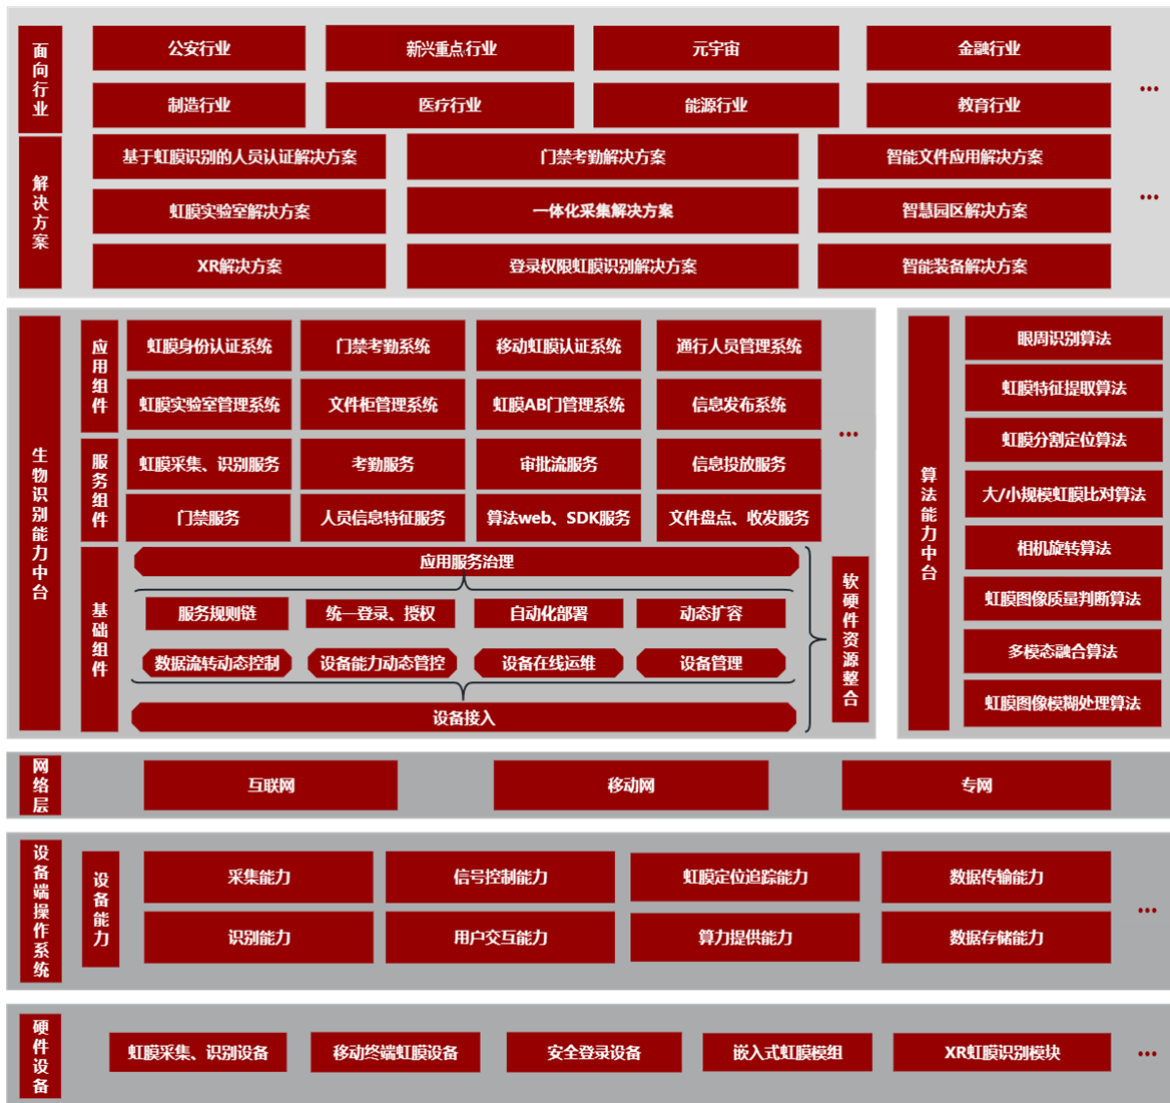 面向行业
公安行业
新兴重点行业
元宇宙
金融行业
制造行业
医疗行业
能源行业
教育行业
...
解决方案
基于虹膜识别的人员认证解决方案
门禁考勤解决方案
智能文件应用解决方案
虹膜实验室解决方案
一体化采集解决方案
智慧园区解决方案
XR解决方案
登录权限虹膜识别解决方案
智能装备解决方案
...
生物识别能力中台
应用组件
虹膜身份认证系统
门禁考勤系统
移动虹膜认证系统
通行人员管理系统
虹膜实验室管理系统
文件柜管理系统
虹膜AB门管理系统
信息发布系统
服务组件
虹膜采集、识别服务
考勤服务
审批流服务
信息投放服务
门禁服务
人员信息特征服务
算法web、SDK服务
文件盘点、收发服务
...
基础组件
应用服务治理
服务规则链
统一登录、授权
自动化部署
动态扩容
数据流转动态控制
设备能力动态管控
设备在线运维
设备管理
设备接入
软硬件资源整合
算法能力中台
眼周识别算法
虹膜特征提取算法
虹膜分割定位算法
大/小规模虹膜比对算法
相机旋转算法
虹膜图像质量判断算法
多模态融合算法
虹膜图像模糊处理算法
网络层
互联网
移动网
专网
设备端操作系统
设备能力
采集能力
信号控制能力
虹膜定位追踪能力
数据传输能力
识别能力
用户交互能力
算力提供能力
数据存储能力
...
硬件设备
虹膜采集、识别设备
移动终端虹膜设备
安全登录设备
嵌入式虹膜模组
XR虹膜识别模块
...